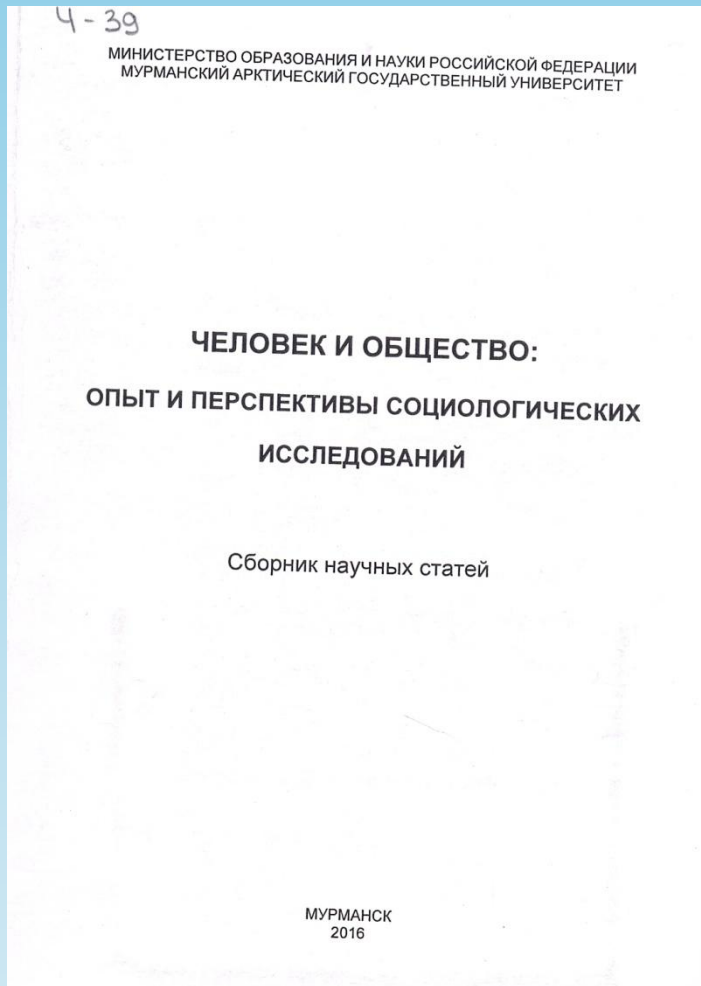 Ч - 39
МИНИСТЕРСТВО ОБРАЗОВАНИЯ И НАУКИ РОССИЙСКОЙ ФЕДЕРАЦИИ
МУРМАНСКИЙ АРКТИЧЕСКИЙ ГОСУДАРСТВЕННЫЙ УНИВЕРСИТЕТ
ЧЕЛОВЕК И ОБЩЕСТВО:
ОПЫТ И ПЕРСПЕКТИВЫ СОЦИОЛОГИЧЕСКИХ
ИССЛЕДОВАНИЙ
Сборник научных статей
МУРМАНСК
2016